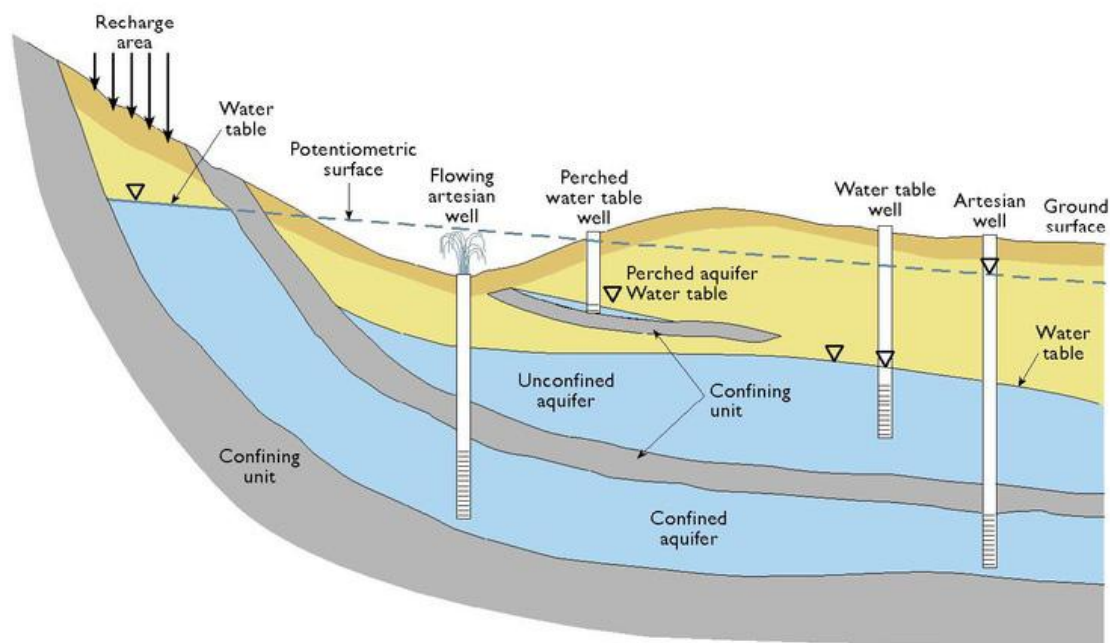 Recharge
area
Water
table
Potentiometric
surface
Flowing
artesian
well
Perched
water table
well
Water table
well
Artesian
well
Ground
surface
Perched aquifer
Water table
Water
table
Unconfined
aquifer
Confining
unit
Confining
unit
Confined
aquifer